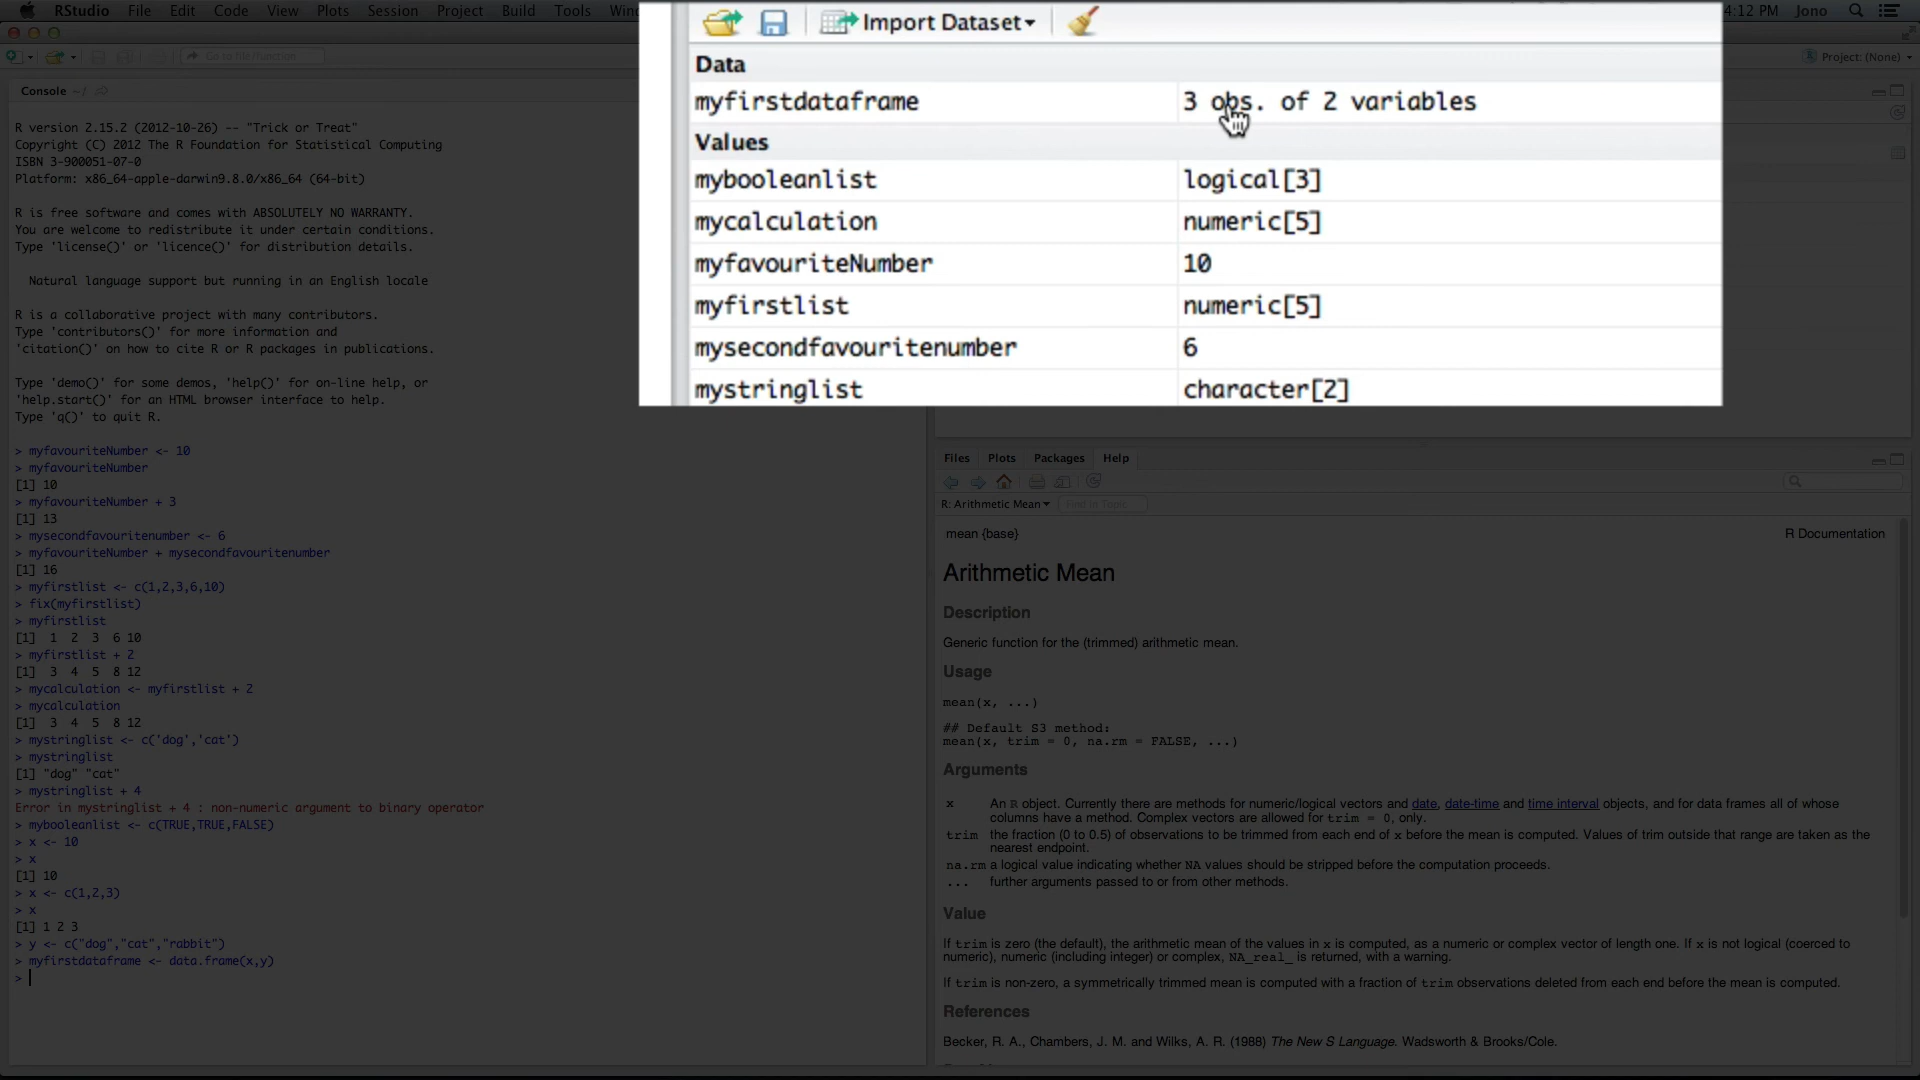 RStudio File Edit Code View Plots Session Project Build Tools
4:12 PM Jono
Project: (None)
Import Dataset
Data
myfirstdataframe 3 obs. of 2 variables
Values
mybooleanlist logical[3]
mycalculation numeric[5]
myfavouriteNumber 10
myfirstlist numeric[5]
mysecondfavouritenumber 6
mystringlist character[2]
Console ~/
R version 2.15.2 (2012-10-26) -- "Trick or Treat"
Copyright (C) 2012 The R Foundation for Statistical Computing
ISBN 3-900051-07-0
Platform: x86_64-apple-darwin9.8.0/x86_64 (64-bit)
R is free software and comes with ABSOLUTELY NO WARRANTY.
You are welcome to redistribute it under certain conditions.
Type 'license()' or 'licence()' for distribution details.
Natural language support but running in an English locale
R is a collaborative project with many contributors.
Type 'contributors()' for more information and
'citation()' on how to cite R or R packages in publications.
Type 'demo()' for some demos, 'help()' for on-line help, or
'help.start()' for an HTML browser interface to help.
Type 'q()' to quit R.
> myfavouriteNumber <- 10
> myfavouriteNumber
[1] 10
> myfavouriteNumber + 3
[1] 13
> mysecondfavouritenumber <- 6
> myfavouriteNumber + mysecondfavouritenumber
[1] 16
> myfirstlist <- c(1,2,3,6,10)
> fix(myfirstlist)
> myfirstlist
[1] 1 2 3 6 10
> myfirstlist + 2
[1] 3 4 5 8 12
> mycalculation <- myfirstlist + 2
> mycalculation
[1] 3 4 5 8 12
> mystringlist <- c('dog','cat')
> mystringlist
[1] "dog" "cat"
> mystringlist + 4
Error in mystringlist + 4 : non-numeric argument to binary operator
> mybooleanlist <- c(TRUE,TRUE,FALSE)
> x <- 10
> x
[1] 10
> x <- c(1,2,3)
> x
[1] 1 2 3
> y <- c("dog","cat","rabbit")
> myfirstdataframe <- data.frame(x,y)
>
Files Plots Packages Help
R: Arithmetic Mean Find in Topic
mean {base} R Documentation
Arithmetic Mean
Description
Generic function for the (trimmed) arithmetic mean.
Usage
mean(x, ...)
## Default S3 method:
mean(x, trim = 0, na.rm = FALSE, ...)
Arguments
x An R object. Currently there are methods for numeric/logical vectors and date, date-time and time interval objects, and for data frames all of whose
columns have a method. Complex vectors are allowed for trim = 0, only.
trim the fraction (0 to 0.5) of observations to be trimmed from each end of x before the mean is computed. Values of trim outside that range are taken as the
nearest endpoint.
na.rm a logical value indicating whether NA values should be stripped before the computation proceeds.
... further arguments passed to or from other methods.
Value
If trim is zero (the default), the arithmetic mean of the values in x is computed, as a numeric or complex vector of length one. If x is not logical (coerced to
numeric), numeric (including integer) or complex, NA_real_ is returned, with a warning.
If trim is non-zero, a symmetrically trimmed mean is computed with a fraction of trim observations deleted from each end before the mean is computed.
References
Becker, R. A., Chambers, J. M. and Wilks, A. R. (1988) The New S Language. Wadsworth & Brooks/Cole.